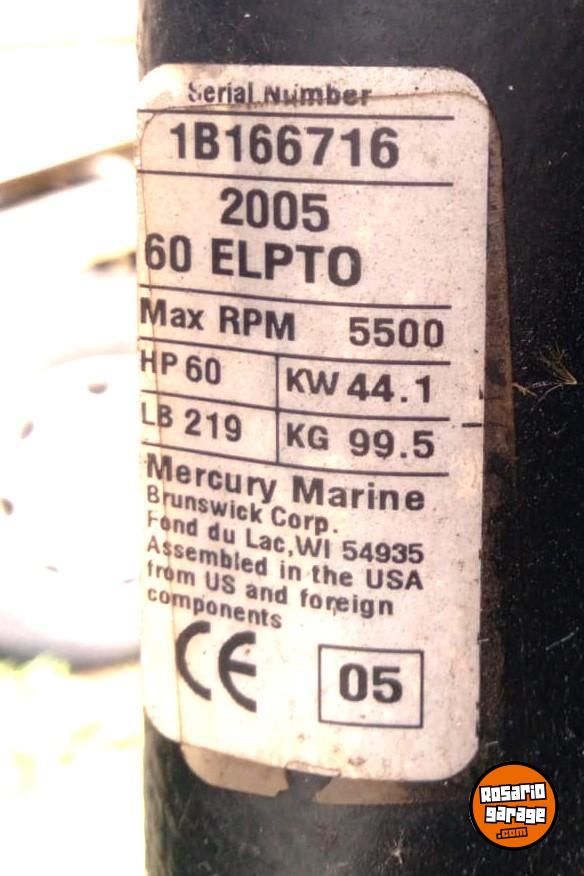 Serial Number
1B166716
2005
60 ELPTO
Max RPM 5500
HP 60 KW 44.1
LB 219 KG 99.5
Mercury Marine
Brunswick Corp.
Fond du Lac, WI 54935
Assembled in the USA
from US and foreign
components
CE 05
Rosario
garage
.com